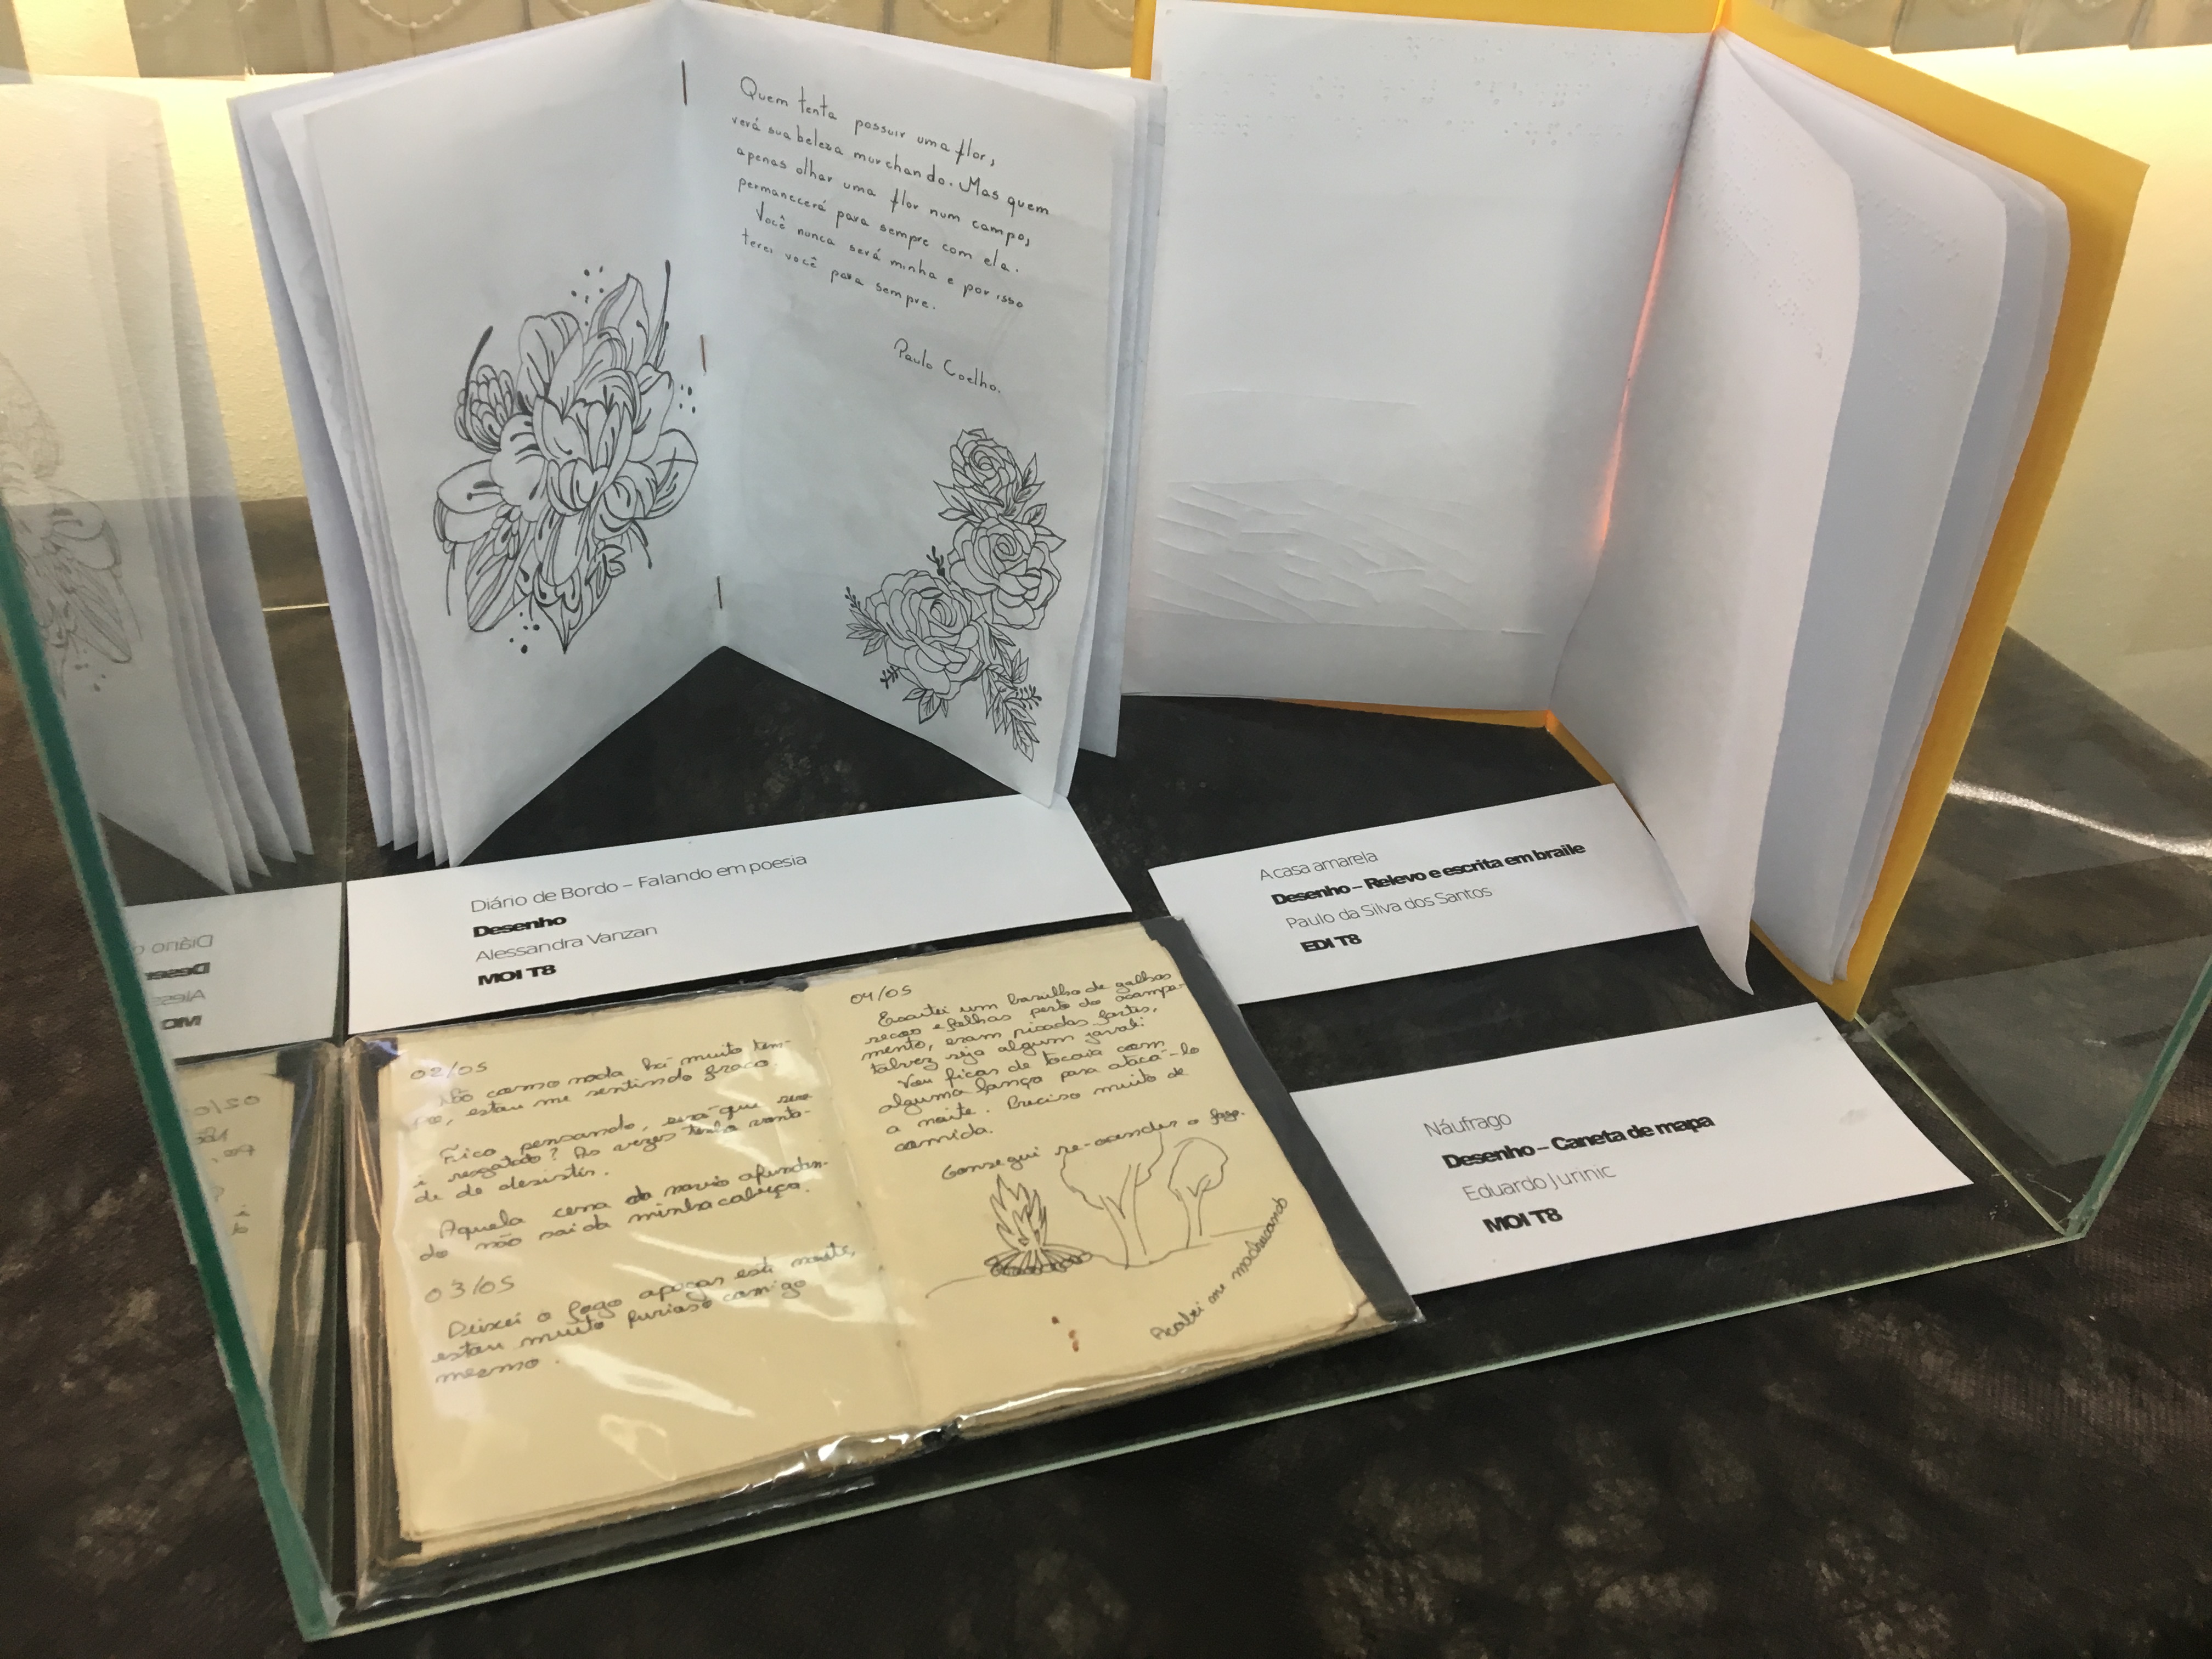 Quem tenta possuir uma flor,
verá sua beleza murchando. Mas quem
apenas olhar uma flor num campo,
permanecerá para sempre com ela.
Você nunca será minha e por isso
terei você para sempre.
Paulo Coelho.
Diário de Bordo – Falando em poesia
Desenho
Alessandra Vanzan
MOI T8
A casa amarela
Desenho – Relevo e escrita em braile
Paulo da Silva dos Santos
EDI T8
Náufrago
Desenho – Caneta de mapa
Eduardo Jurinic
MOI T8
02/05
Não como nada há muito tem-
po, estou me sentindo fraco.
Fico pensando, será que serei
resgatado? As vezes tenho vonta-
de de desistir.
Aquela cena do navio afundan-
do não sai da minha cabeça.
03/05
Deixei o fogo apagar esta noite,
estou muito furioso comigo
mesmo.
04/05
Escutei um barulho de galhos
secos e folhas perto do acampa-
mento, eram pisadas fortes,
talvez seja algum javali
Vou ficar de tocaia com
alguma lança para atacá-lo
a noite. Preciso muito de
comida.
Consegui re-acender o fogo.
Acabei me machucando